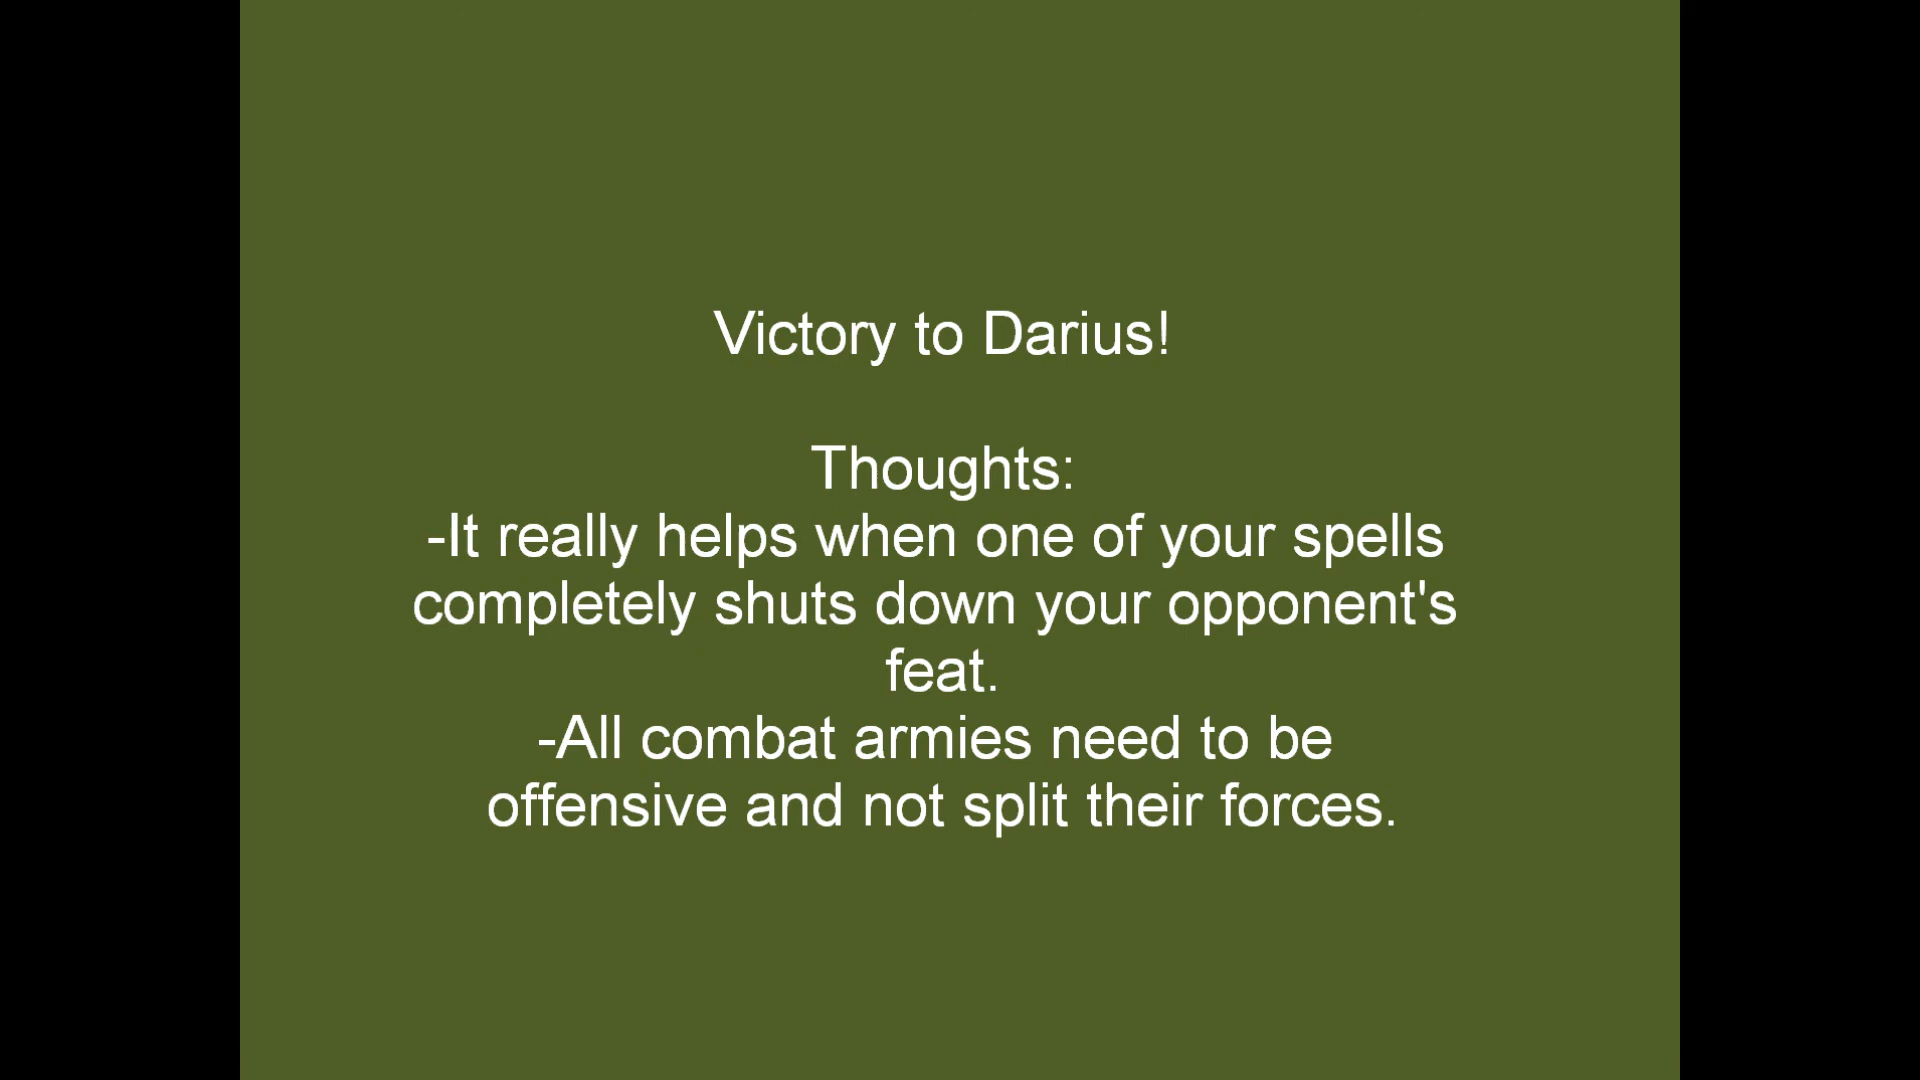 Victory to Darius!
Thoughts:
-It really helps when one of your spells
completely shuts down your opponent's
feat.
-All combat armies need to be
offensive and not split their forces.